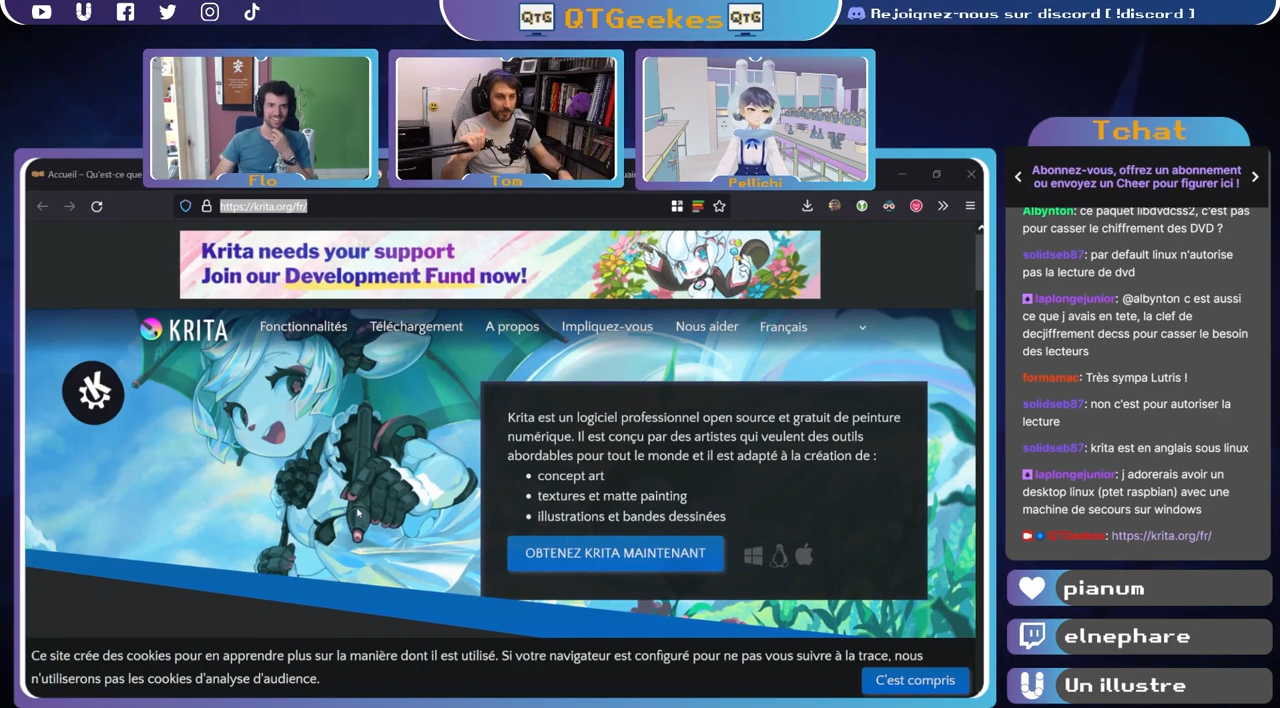 QTG QTGeekes QTG
Rejoignez-nous sur discord [ !discord ]
Flo
Tom
Pellichi
Accueil – Qu'est-ce que
https://krita.org/fr/
Krita needs your support
Join our Development Fund now!
KRITA
Fonctionnalités
Téléchargement
A propos
Impliquez-vous
Nous aider
Français
Krita est un logiciel professionnel open source et gratuit de peinture
numérique. Il est conçu par des artistes qui veulent des outils
abordables pour tout le monde et il est adapté à la création de :
• concept art
• textures et matte painting
• illustrations et bandes dessinées
OBTENEZ KRITA MAINTENANT
Ce site crée des cookies pour en apprendre plus sur la manière dont il est utilisé. Si votre navigateur est configuré pour ne pas vous suivre à la trace, nous
n'utiliserons pas les cookies d'analyse d'audience.
C'est compris
Tchat
Abonnez-vous, offrez un abonnement
ou envoyez un Cheer pour figurer ici !
Albynton: ce paquet libdvdcss2, c'est pas
pour casser le chiffrement des DVD ?
solidseb87: par default linux n'autorise
pas la lecture de dvd
laplongejunior: @albynton c est aussi
ce que j avais en tete, la clef de
decjiffrement decss pour casser le besoin
des lecteurs
formamac: Très sympa Lutris !
solidseb87: non c'est pour autoriser la
lecture
solidseb87: krita est en anglais sous linux
laplongejunior: j adorerais avoir un
desktop linux (ptet raspbian) avec une
machine de secours sur windows
https://krita.org/fr/
pianum
elnephare
Un illustre